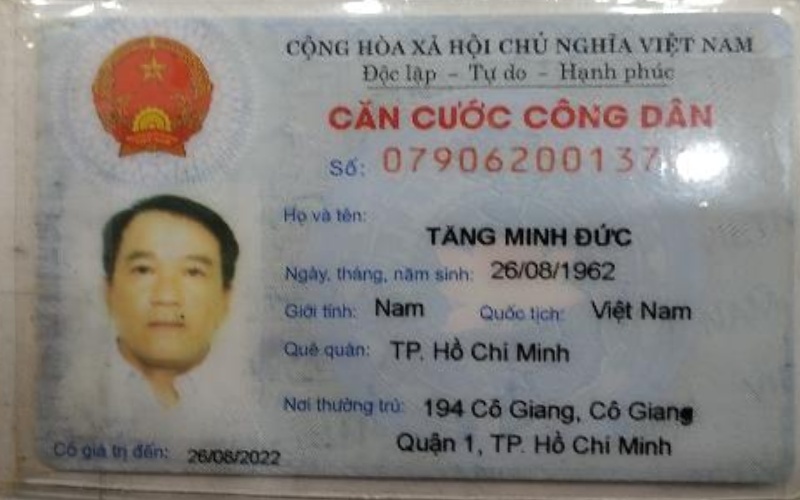 CỘNG HÒA XÃ HỘI CHỦ NGHĨA VIỆT NAM
Độc lập - Tự do - Hạnh phúc
CĂN CƯỚC CÔNG DÂN
Số: 07906200137
Họ và tên:
TĂNG MINH ĐỨC
Ngày, tháng, năm sinh: 26/08/1962
Giới tính: Nam Quốc tịch: Việt Nam
Quê quán: TP. Hồ Chí Minh
Nơi thường trú: 194 Cô Giang, Cô Giang
Quận 1, TP. Hồ Chí Minh
Có giá trị đến: 26/08/2022